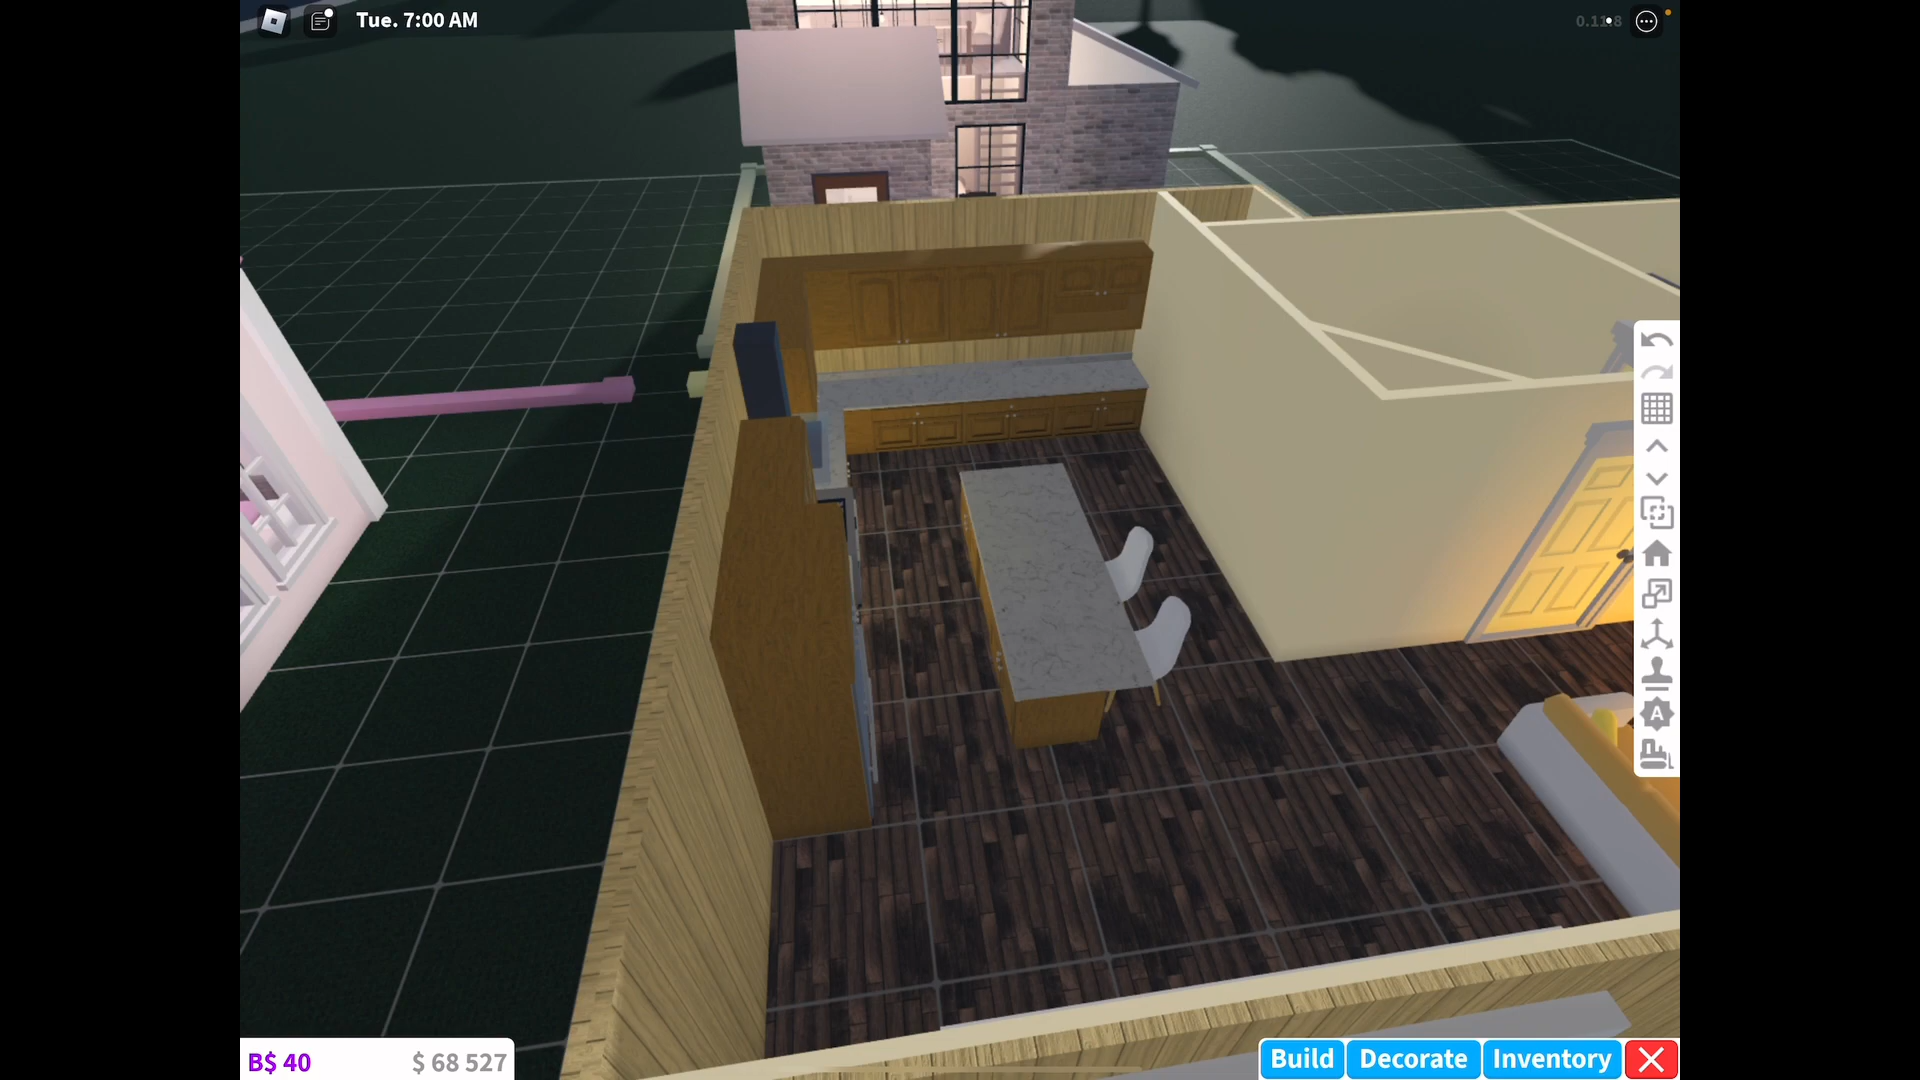 Tue. 7:00 AM
B$ 40
$ 68 527
Build
Decorate
Inventory
A